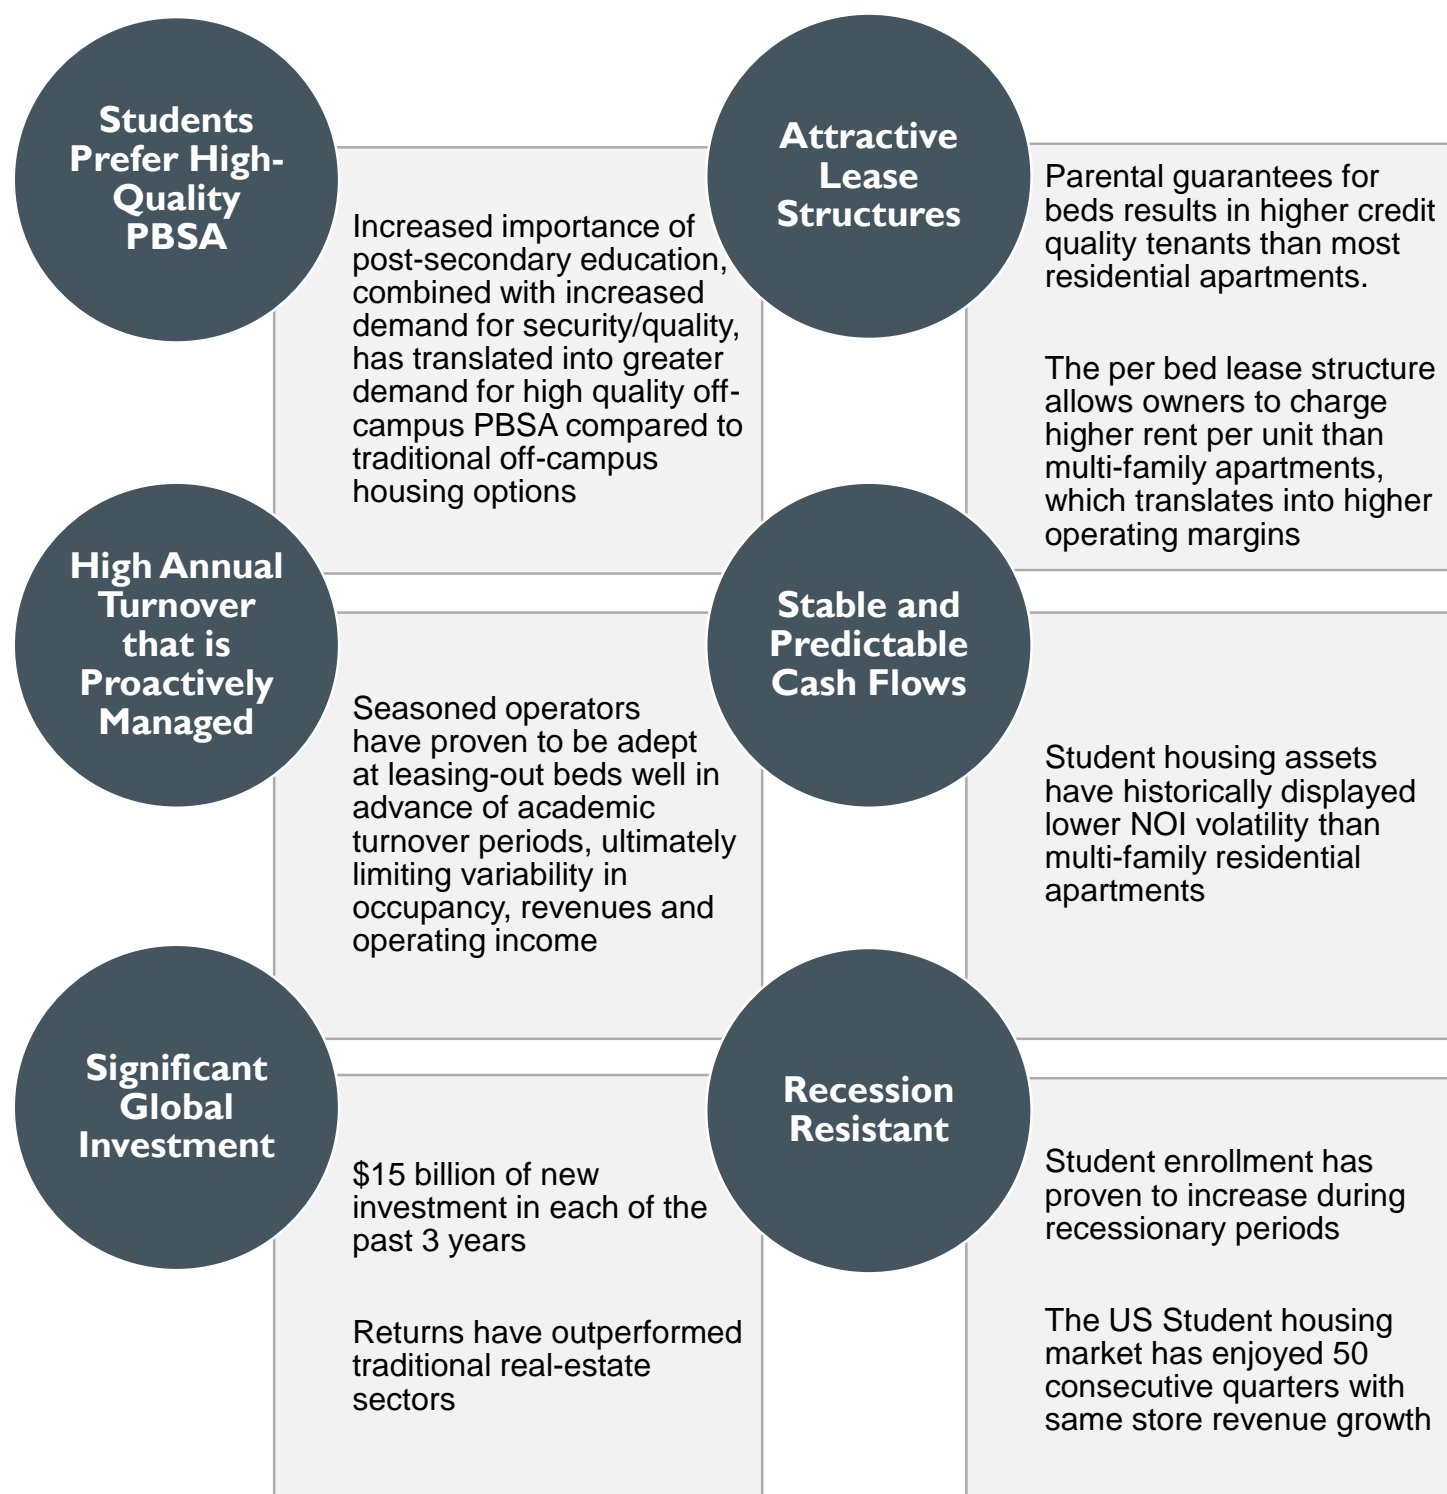 Students
Prefer High-
Quality
PBSA
Increased importance of
post-secondary education,
combined with increased
demand for security/quality,
has translated into greater
demand for high quality off-
campus PBSA compared to
traditional off-campus
housing options
Attractive
Lease
Structures
Parental guarantees for
beds results in higher credit
quality tenants than most
residential apartments.
The per bed lease structure
allows owners to charge
higher rent per unit than
multi-family apartments,
which translates into higher
operating margins
High Annual
Turnover
that is
Proactively
Managed
Seasoned operators
have proven to be adept
at leasing-out beds well in
advance of academic
turnover periods, ultimately
limiting variability in
occupancy, revenues and
operating income
Stable and
Predictable
Cash Flows
Student housing assets
have historically displayed
lower NOI volatility than
multi-family residential
apartments
Significant
Global
Investment
$15 billion of new
investment in each of the
past 3 years
Returns have outperformed
traditional real-estate
sectors
Recession
Resistant
Student enrollment has
proven to increase during
recessionary periods
The US Student housing
market has enjoyed 50
consecutive quarters with
same store revenue growth